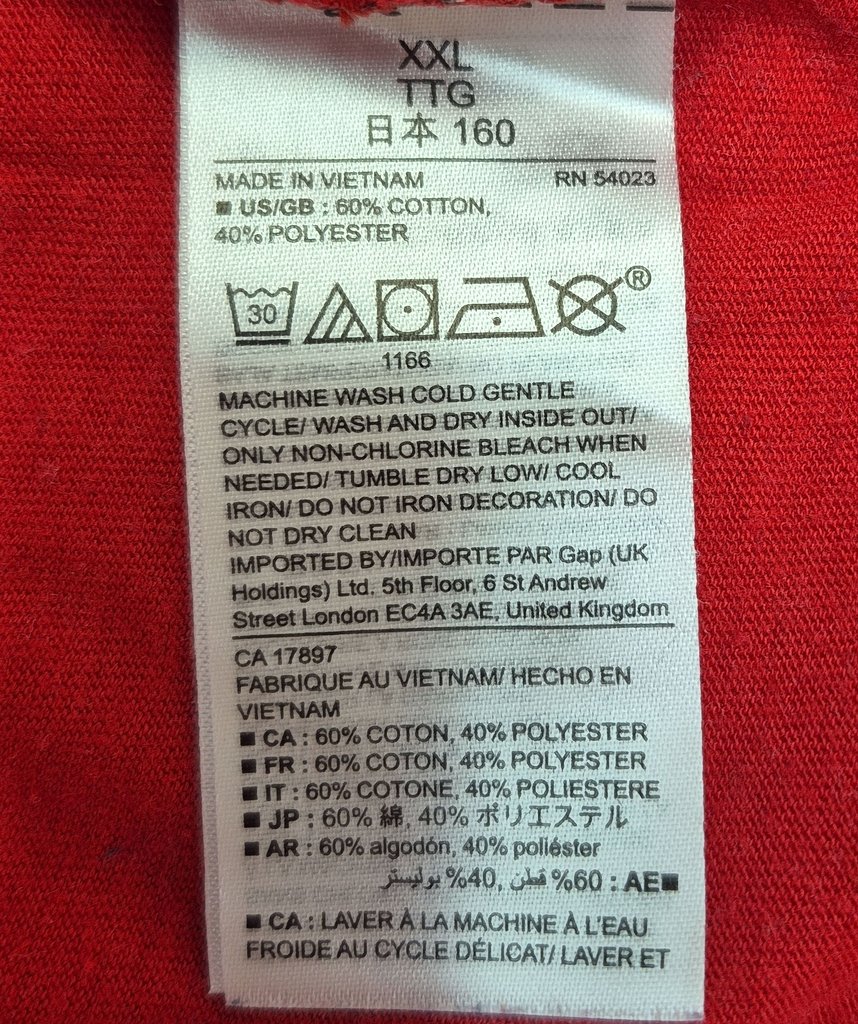 XXL
TTG
日本 160
MADE IN VIETNAM RN 54023
■ US/GB : 60% COTTON,
40% POLYESTER
30 ®
1166
MACHINE WASH COLD GENTLE
CYCLE/ WASH AND DRY INSIDE OUT/
ONLY NON-CHLORINE BLEACH WHEN
NEEDED/ TUMBLE DRY LOW/ COOL
IRON/ DO NOT IRON DECORATION/ DO
NOT DRY CLEAN
IMPORTED BY/IMPORTE PAR Gap (UK
Holdings) Ltd. 5th Floor, 6 St Andrew
Street London EC4A 3AE, United Kingdom
CA 17897
FABRIQUE AU VIETNAM/ HECHO EN
VIETNAM
■ CA : 60% COTON, 40% POLYESTER
■ FR : 60% COTON, 40% POLYESTER
■ IT : 60% COTONE, 40% POLIESTERE
■ JP : 60% 綿, 40% ポリエステル
■ AR : 60% algodón, 40% poliéster
■AE : 60% قطن, 40% بوليستر
■ CA : LAVER À LA MACHINE À L'EAU
FROIDE AU CYCLE DÉLICAT/ LAVER ET